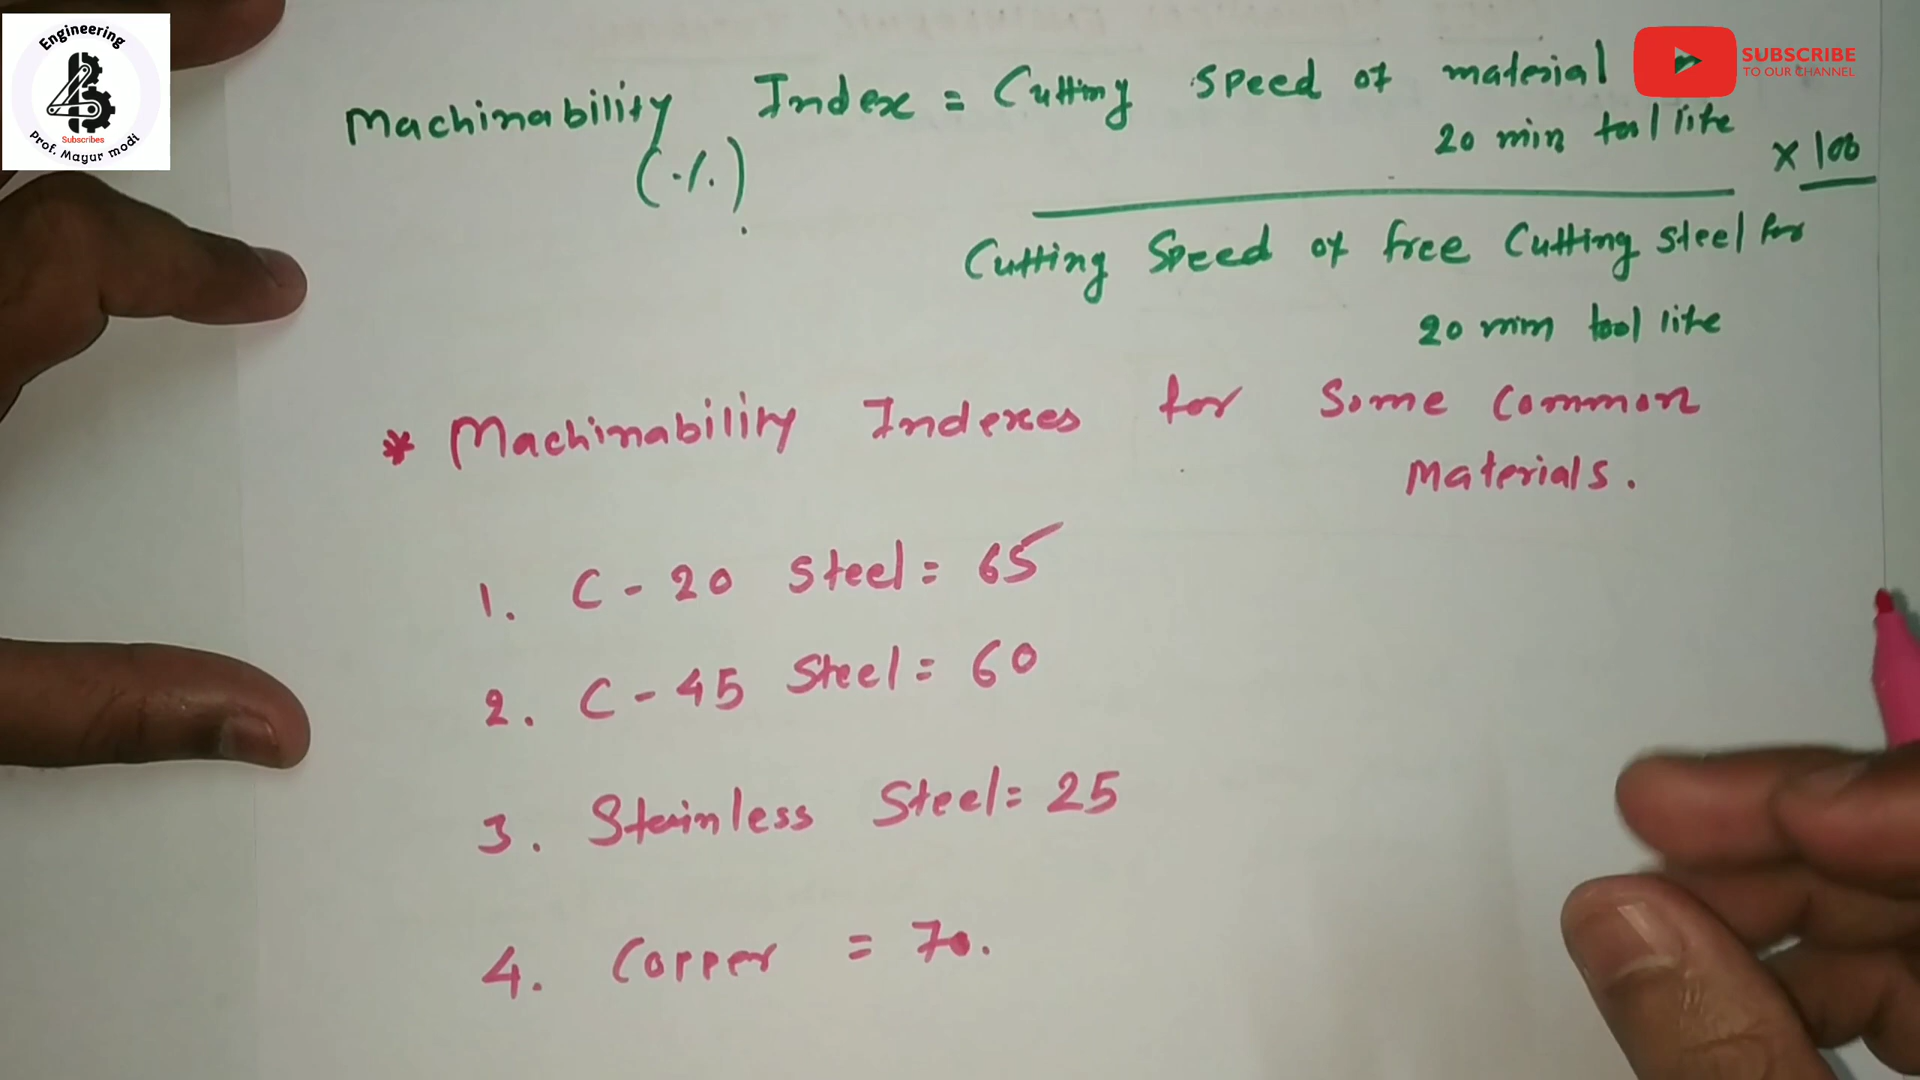 Engineering
Subscribes
Prof. Mayur modi
SUBSCRIBE
TO OUR CHANNEL
Machinability Index = Cutting speed of material
20 min tool life
(%)
× 100
Cutting Speed of free Cutting steel for
20 min tool life
* Machinability Indexes for Some Common
Materials.
1. C - 20 Steel = 65
2. C - 45 Steel = 60
3. Stainless Steel = 25
4. Copper = 70.